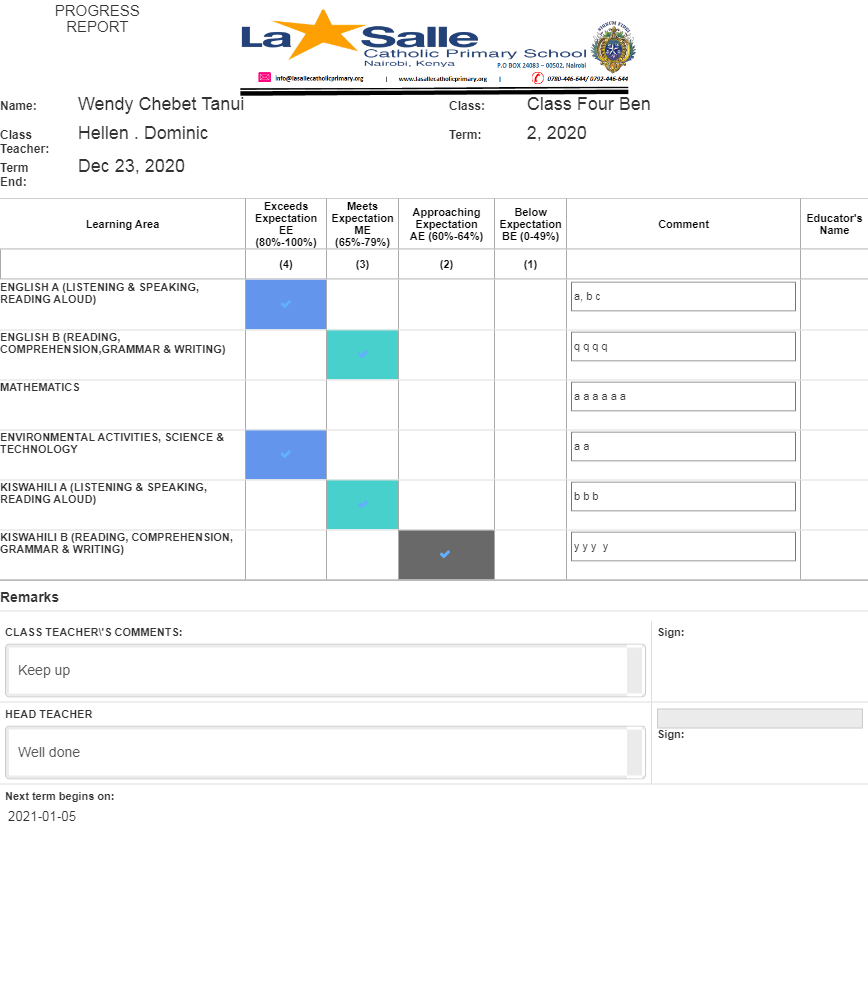 PROGRESS
REPORT
La Salle
Catholic Primary School
Nairobi, Kenya
P.O BOX 24083 – 00502, Nairobi
info@lasallecatholicprimary.org | www.lasallecatholicprimary.org | 0780-446-644/ 0792-446-644
Name: Wendy Chebet Tanui Class: Class Four Ben
Class Teacher: Hellen . Dominic Term: 2, 2020
Term End: Dec 23, 2020
Learning Area Exceeds Expectation EE (80%-100%) Meets Expectation ME (65%-79%) Approaching Expectation AE (60%-64%) Below Expectation BE (0-49%) Comment Educator's Name
(4) (3) (2) (1)
ENGLISH A (LISTENING & SPEAKING,
READING ALOUD)
a, b c
ENGLISH B (READING,
COMPREHENSION,GRAMMAR & WRITING)
q q q q
MATHEMATICS
a a a a a a
ENVIRONMENTAL ACTIVITIES, SCIENCE &
TECHNOLOGY
a a
KISWAHILI A (LISTENING & SPEAKING,
READING ALOUD)
b b b
KISWAHILI B (READING, COMPREHENSION,
GRAMMAR & WRITING)
y y y  y
Remarks
CLASS TEACHER\'S COMMENTS: Sign:
Keep up
HEAD TEACHER
Sign:
Well done
Next term begins on:
2021-01-05